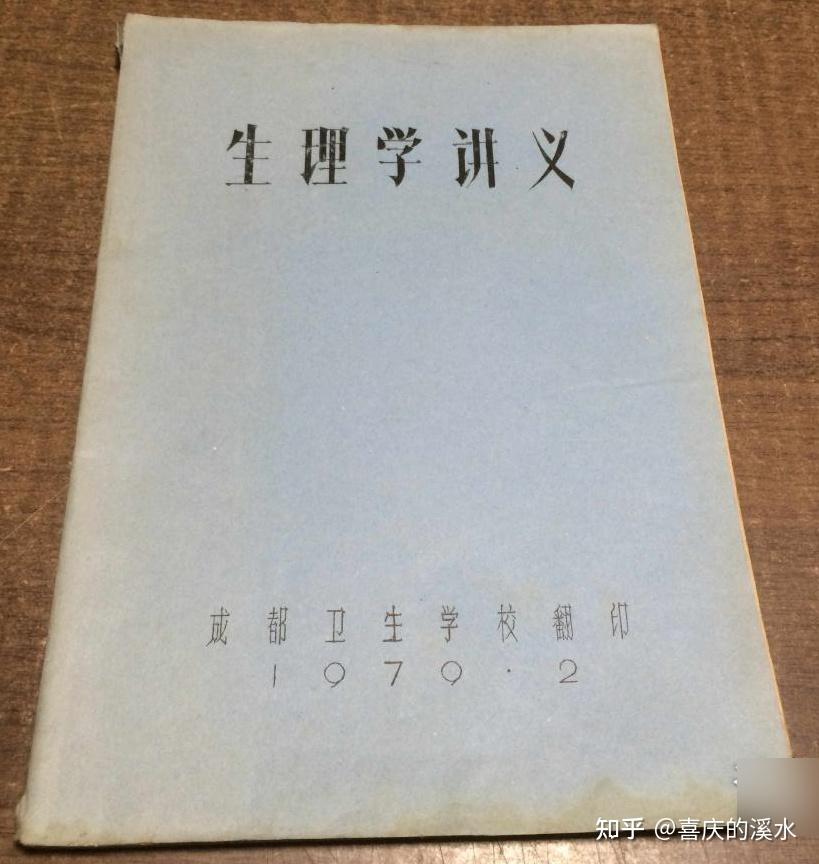 生理学讲义
成都卫生学校翻印
1979.2
知乎 @喜庆的溪水